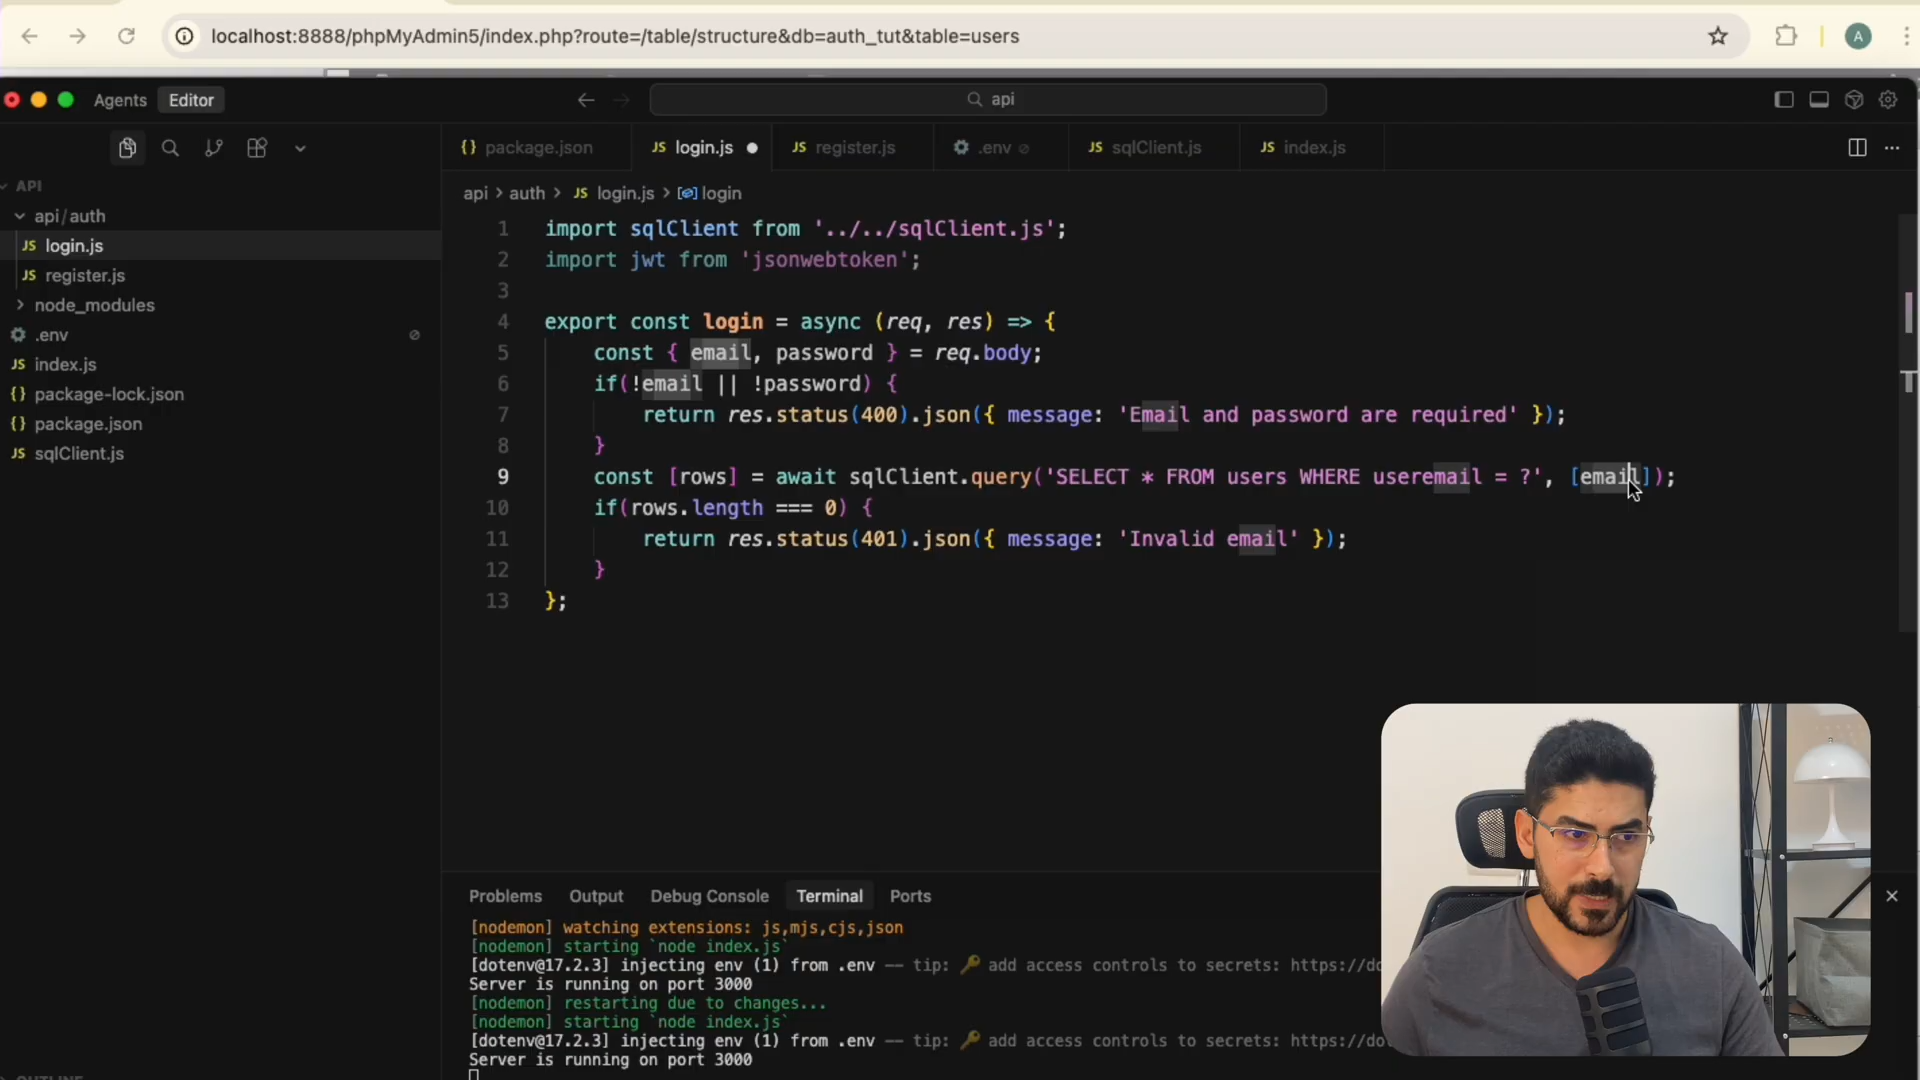 localhost:8888/phpMyAdmin5/index.php?route=/table/structure&db=auth_tut&table=users
A
Agents Editor
api
{} package.json JS login.js JS register.js .env JS sqlClient.js JS index.js
api > auth > JS login.js > login
API
api/auth
JS login.js
JS register.js
node_modules
.env
JS index.js
{} package-lock.json
{} package.json
JS sqlClient.js
1 import sqlClient from '../../sqlClient.js';
2 import jwt from 'jsonwebtoken';
3
4 export const login = async (req, res) => {
5 const { email, password } = req.body;
6 if(!email || !password) {
7 return res.status(400).json({ message: 'Email and password are required' });
8 }
9 const [rows] = await sqlClient.query('SELECT * FROM users WHERE useremail = ?', [email]);
10 if(rows.length === 0) {
11 return res.status(401).json({ message: 'Invalid email' });
12 }
13 };
Problems Output Debug Console Terminal Ports
[nodemon] watching extensions: js,mjs,cjs,json
[nodemon] starting `node index.js`
[dotenv@17.2.3] injecting env (1) from .env -- tip: 🔑 add access controls to secrets: https://do
Server is running on port 3000
[nodemon] restarting due to changes...
[nodemon] starting `node index.js`
[dotenv@17.2.3] injecting env (1) from .env -- tip: 🔑 add access controls to secrets: https://do
Server is running on port 3000